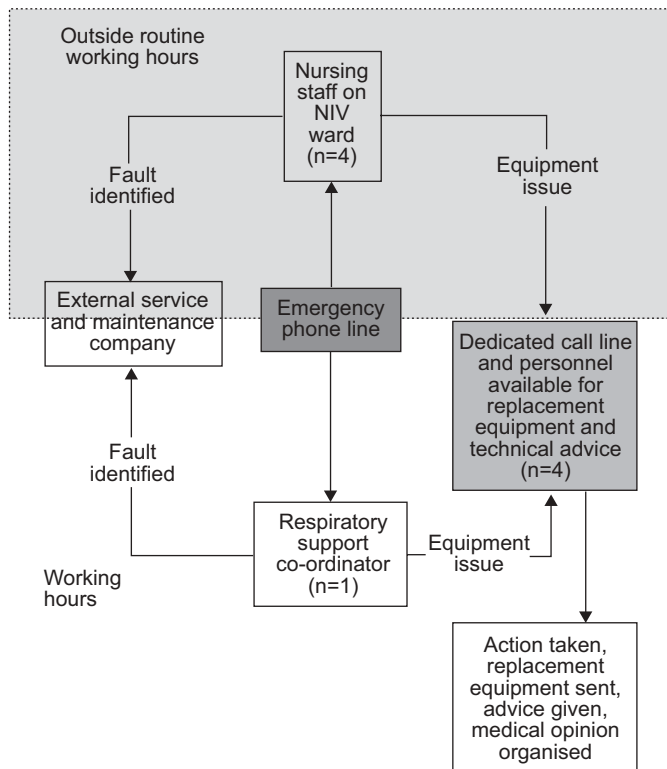 Outside routine
working hours
Nursing
staff on
NIV
ward
(n=4)
Fault
identified
Equipment
issue
External service
and maintenance
company
Emergency
phone line
Dedicated call line
and personnel
available for
replacement
equipment and
technical advice
(n=4)
Fault
identified
Respiratory
support
co-ordinator
(n=1)
Equipment
issue
Working
hours
Action taken,
replacement
equipment sent,
advice given,
medical opinion
organised